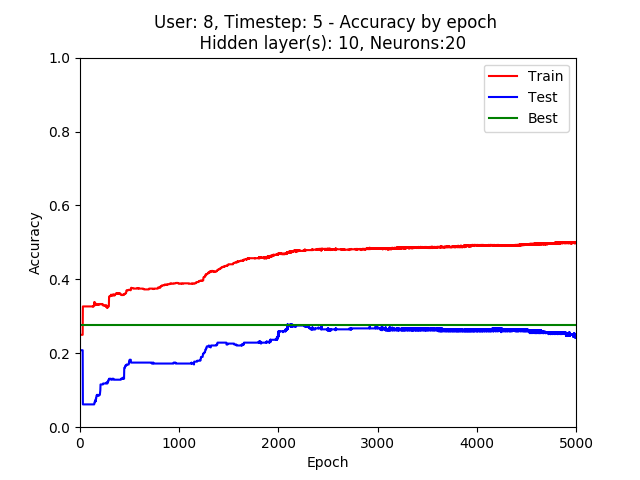 User: 8, Timestep: 5 - Accuracy by epoch
Hidden layer(s): 10, Neurons:20
Train
Test
Best
1.0
0.8
0.6
0.4
0.2
0.0
Accuracy
0 1000 2000 3000 4000 5000
Epoch